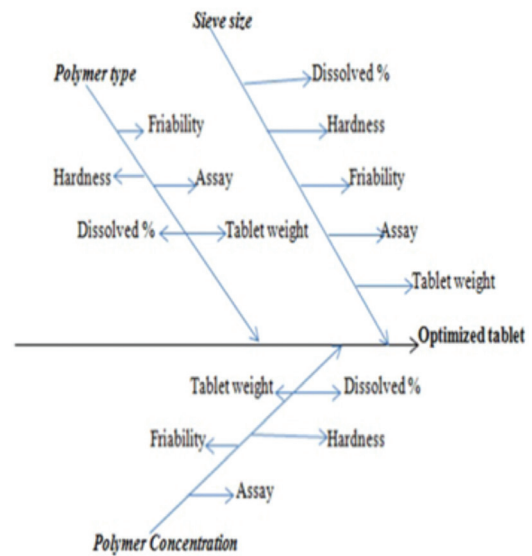 Sieve size
Polymer type
Dissolved %
Friability
Hardness
Hardness
Assay
Friability
Dissolved %
Tablet weight
Assay
Tablet weight
Optimized tablet
Tablet weight
Dissolved %
Friability
Hardness
Assay
Polymer Concentration